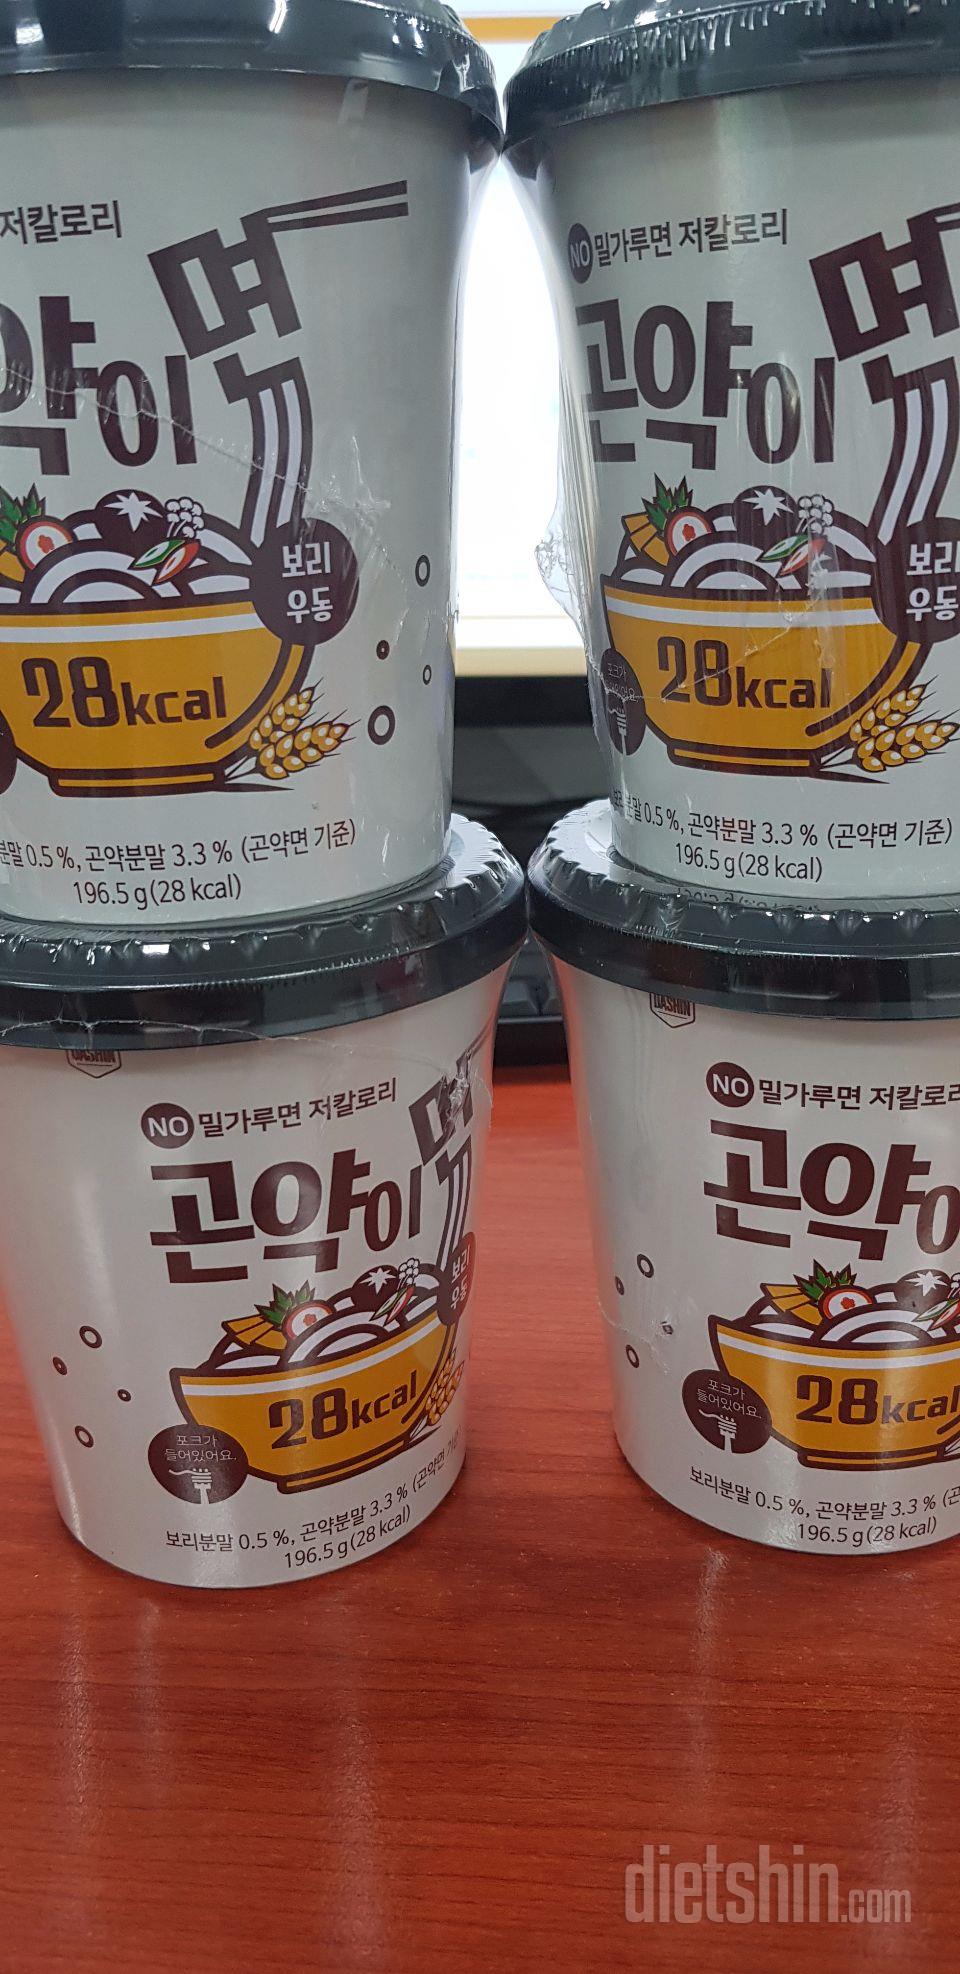 저칼로리
약이면
보리
우동
28kcal
분말 0.5 %, 곤약분말 3.3 % (곤약면 기준)
196.5 g (28 kcal)
NO 밀가루면 저칼로리
곤약이면
보리
우동
포크가
들어있어요.
28kcal
보리분말 0.5 %, 곤약분말 3.3 % (곤약면 기준)
196.5 g (28 kcal)
DASHIN
NO 밀가루면 저칼로리
곤약이면
보리
우동
28kcal
포크가
들어있어요.
보리분말 0.5 %, 곤약분말 3.3 % (곤약면 기
196.5 g (28 kcal)
DASHIN
NO 밀가루면 저칼로리
곤약이
28kcal
포크가
들어있어요.
보리분말 0.5 %, 곤약분말 3.3 % (곤
196.5 g (28 kcal)
dietshin.com